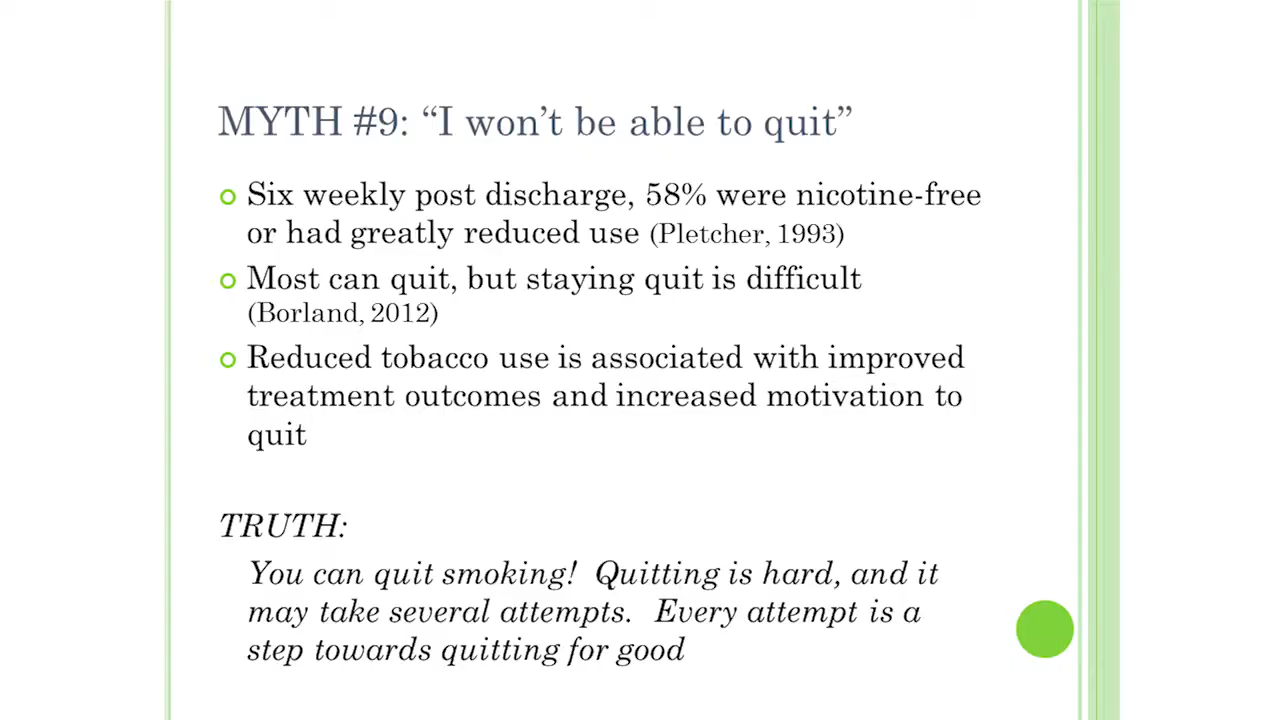 MYTH #9: “I won’t be able to quit”
Six weekly post discharge, 58% were nicotine-free
or had greatly reduced use (Pletcher, 1993)
Most can quit, but staying quit is difficult
(Borland, 2012)
Reduced tobacco use is associated with improved
treatment outcomes and increased motivation to
quit
TRUTH:
You can quit smoking!  Quitting is hard, and it
may take several attempts.  Every attempt is a
step towards quitting for good